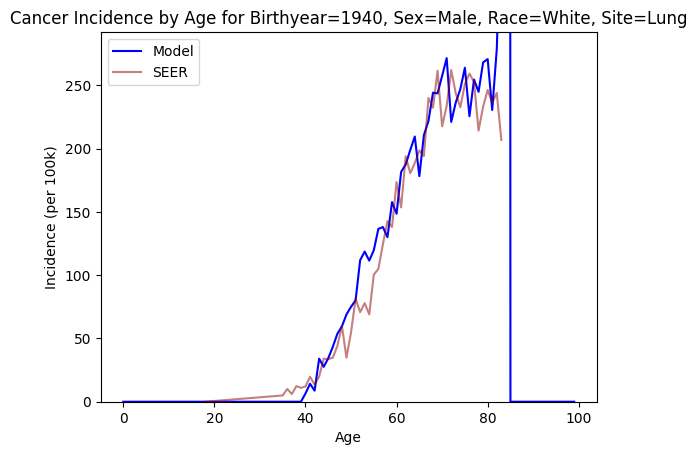 Cancer Incidence by Age for Birthyear=1940, Sex=Male, Race=White, Site=Lung
Model
SEER
250
200
150
100
50
0
Incidence (per 100k)
0 20 40 60 80 100
Age